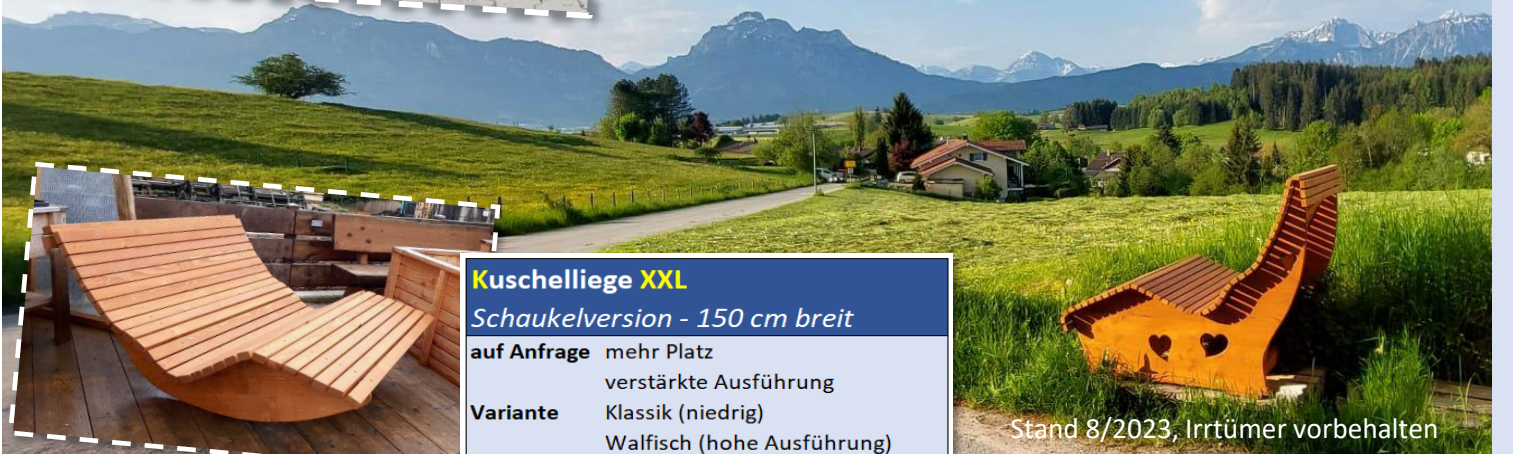 Kuschelliege XXL
Schaukelversion - 150 cm breit
auf Anfrage mehr Platz
verstärkte Ausführung
Variante Klassik (niedrig)
Walfisch (hohe Ausführung)
Stand 8/2023, Irrtümer vorbehalten